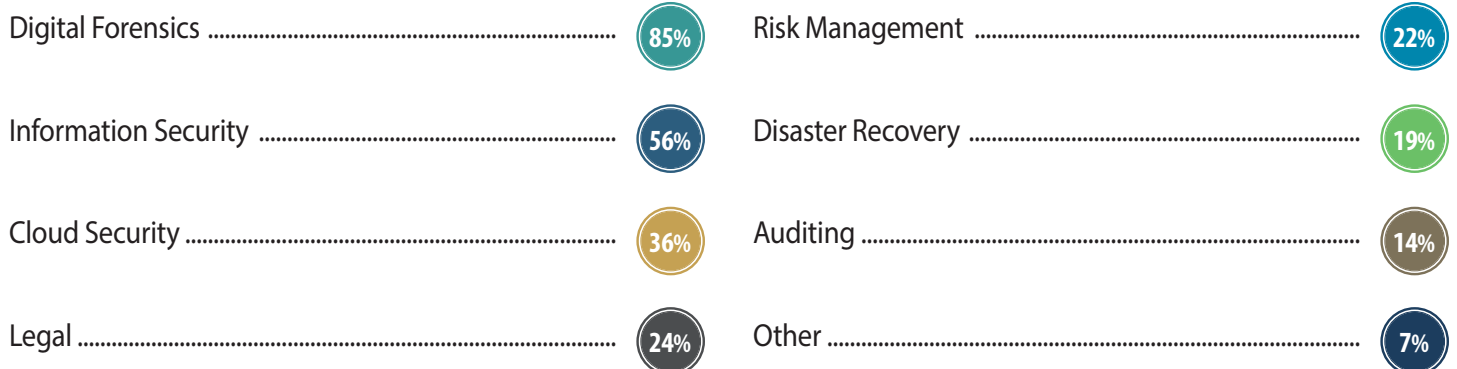 Digital Forensics ........................................................................................ 85%
Information Security ............................................................................. 56%
Cloud Security ............................................................................................. 36%
Legal .................................................................................................................... 24%
Risk Management ................................................................................... 22%
Disaster Recovery .................................................................................... 19%
Auditing ........................................................................................................... 14%
Other ................................................................................................................... 7%